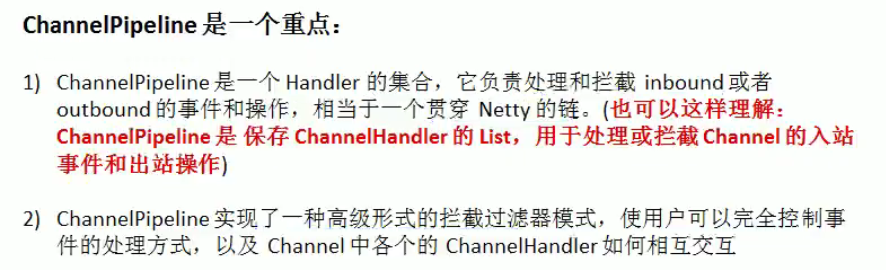 ChannelPipeline 是一个重点：
1) ChannelPipeline 是一个 Handler 的集合，它负责处理和拦截 inbound 或者
outbound 的事件和操作，相当于一个贯穿 Netty 的链。(也可以这样理解：
ChannelPipeline 是 保存 ChannelHandler 的 List，用于处理或拦截 Channel 的入站
事件和出站操作)
2) ChannelPipeline 实现了一种高级形式的拦截过滤器模式，使用户可以完全控制事
件的处理方式，以及 Channel 中各个的 ChannelHandler 如何相互交互